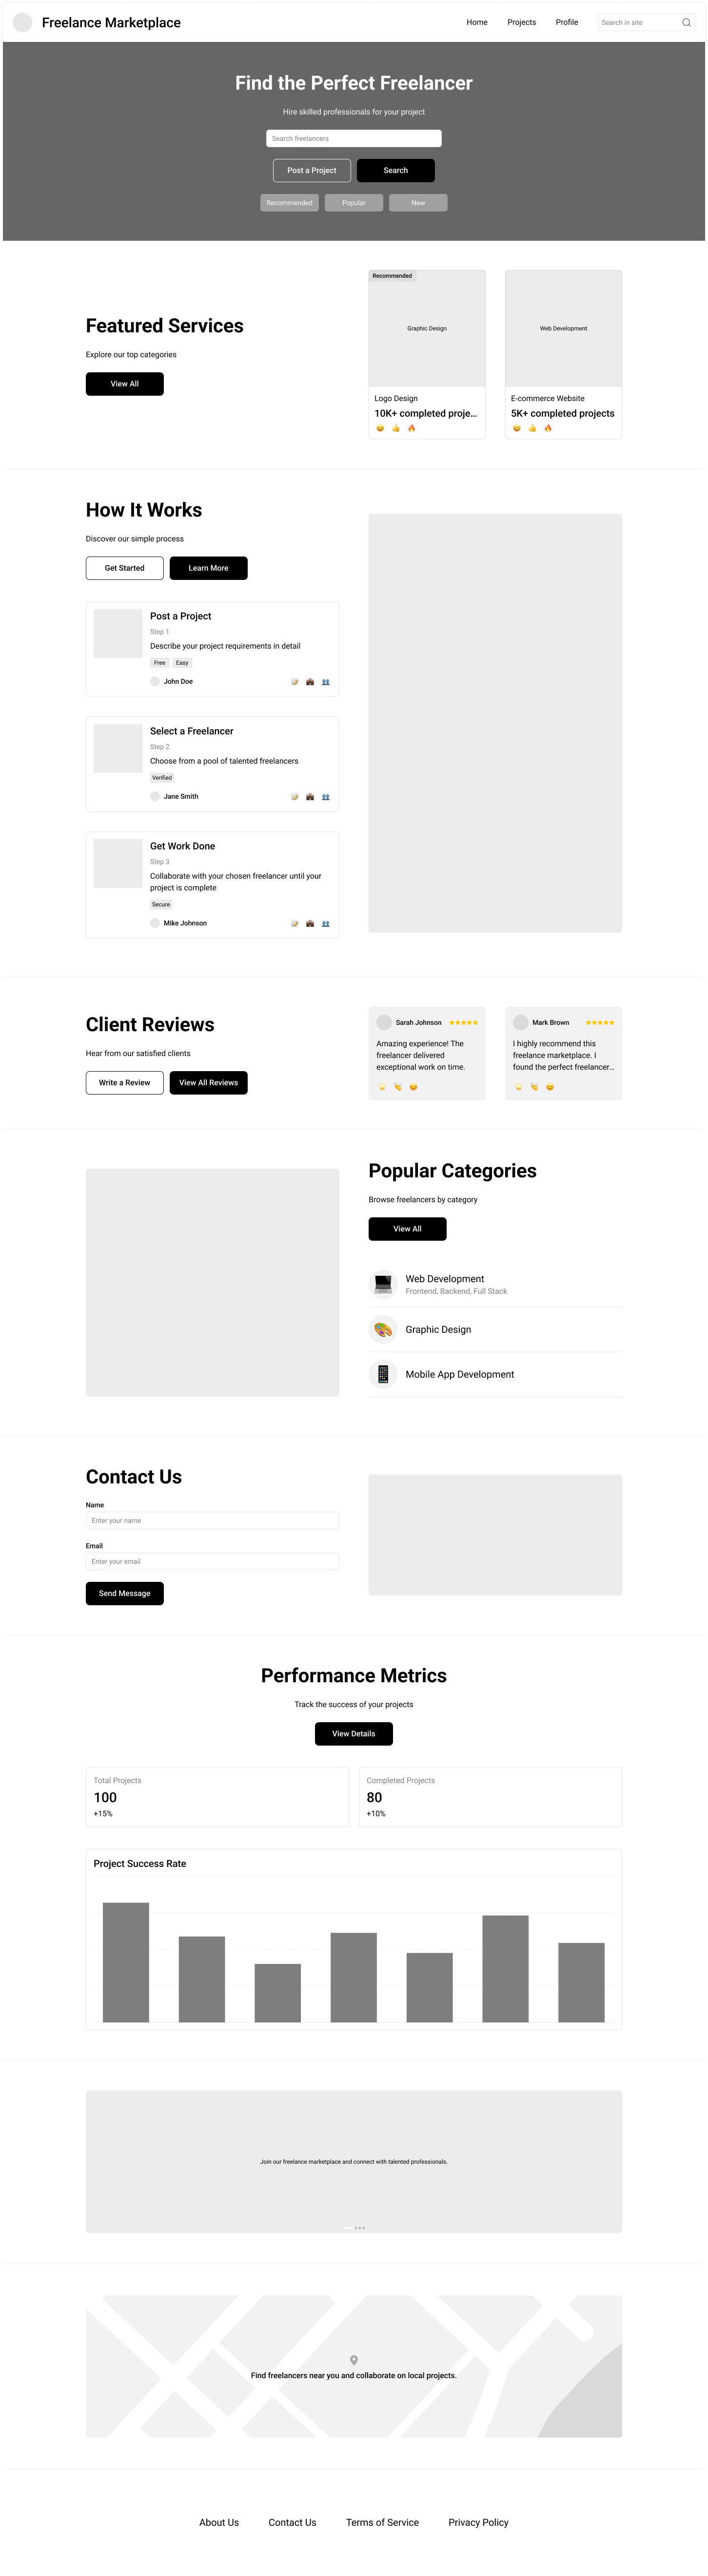 Freelance Marketplace
Home
Projects
Profile
Search in site
Find the Perfect Freelancer
Hire skilled professionals for your project
Search freelancers
Post a Project
Search
Recommended
Popular
New
Featured Services
Explore our top categories
View All
Recommended
Graphic Design
Logo Design
10K+ completed proje...
Web Development
E-commerce Website
5K+ completed projects
How It Works
Discover our simple process
Get Started
Learn More
Post a Project
Step 1
Describe your project requirements in detail
Free
Easy
John Doe
Select a Freelancer
Step 2
Choose from a pool of talented freelancers
Verified
Jane Smith
Get Work Done
Step 3
Collaborate with your chosen freelancer until your
project is complete
Secure
Mike Johnson
Client Reviews
Hear from our satisfied clients
Write a Review
View All Reviews
Sarah Johnson
Amazing experience! The
freelancer delivered
exceptional work on time.
Mark Brown
I highly recommend this
freelance marketplace. I
found the perfect freelancer...
Popular Categories
Browse freelancers by category
View All
Web Development
Frontend, Backend, Full Stack
Graphic Design
Mobile App Development
Contact Us
Name
Enter your name
Email
Enter your email
Send Message
Performance Metrics
Track the success of your projects
View Details
Total Projects
100
+15%
Completed Projects
80
+10%
Project Success Rate
Join our freelance marketplace and connect with talented professionals.
Find freelancers near you and collaborate on local projects.
About Us
Contact Us
Terms of Service
Privacy Policy